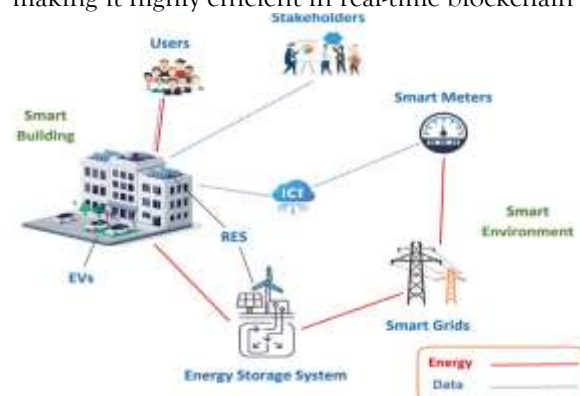 making it highly efficient in real-time blockchain
Stakeholders
Users
Smart Meters
Smart
Building
ICT
Smart
Environment
RES
EVs
Smart Grids
Energy Storage System
Energy
Data